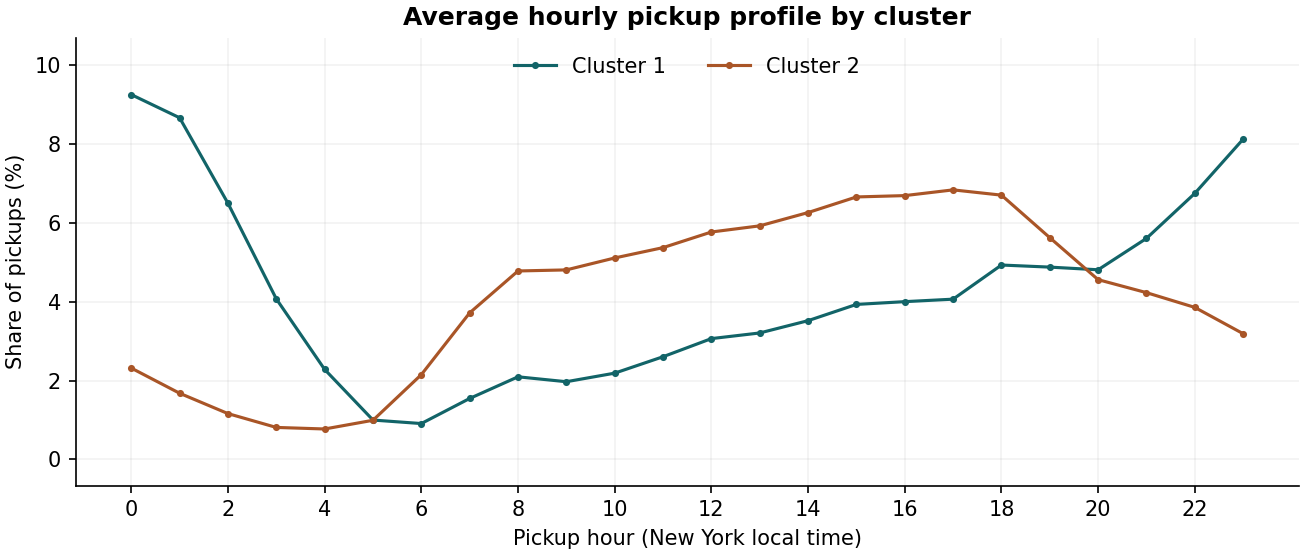 Average hourly pickup profile by cluster
Cluster 1
Cluster 2
Share of pickups (%)
10
8
6
4
2
0
0 2 4 6 8 10 12 14 16 18 20 22
Pickup hour (New York local time)